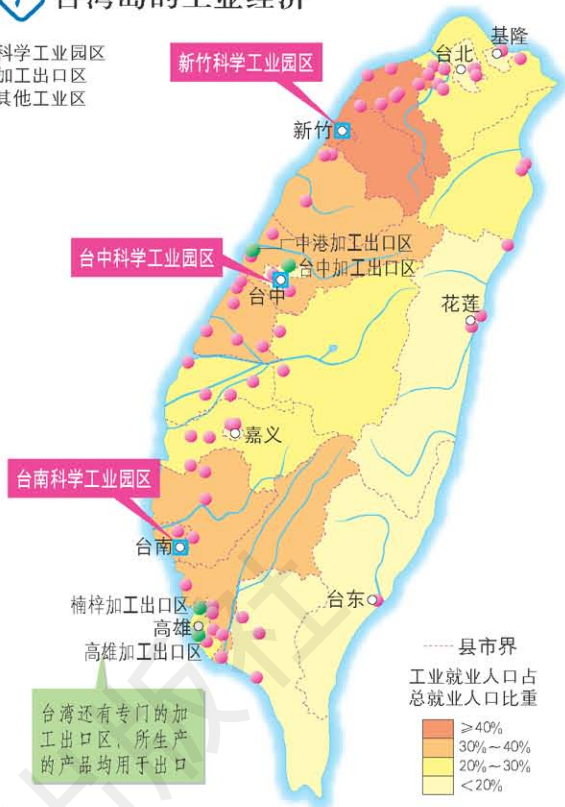 台湾岛的工业经济
科学工业园区
加工出口区
其他工业区
新竹科学工业园区
基隆
台北
新竹
中港加工出口区
台中加工出口区
台中科学工业园区
台中
花莲
嘉义
台南科学工业园区
台南
楠梓加工出口区
高雄
高雄加工出口区
台东
台湾还有专门的加
工出口区，所生产
的产品均用于出口
县市界
工业就业人口占
总就业人口比重
≥40%
30%～40%
20%～30%
＜20%